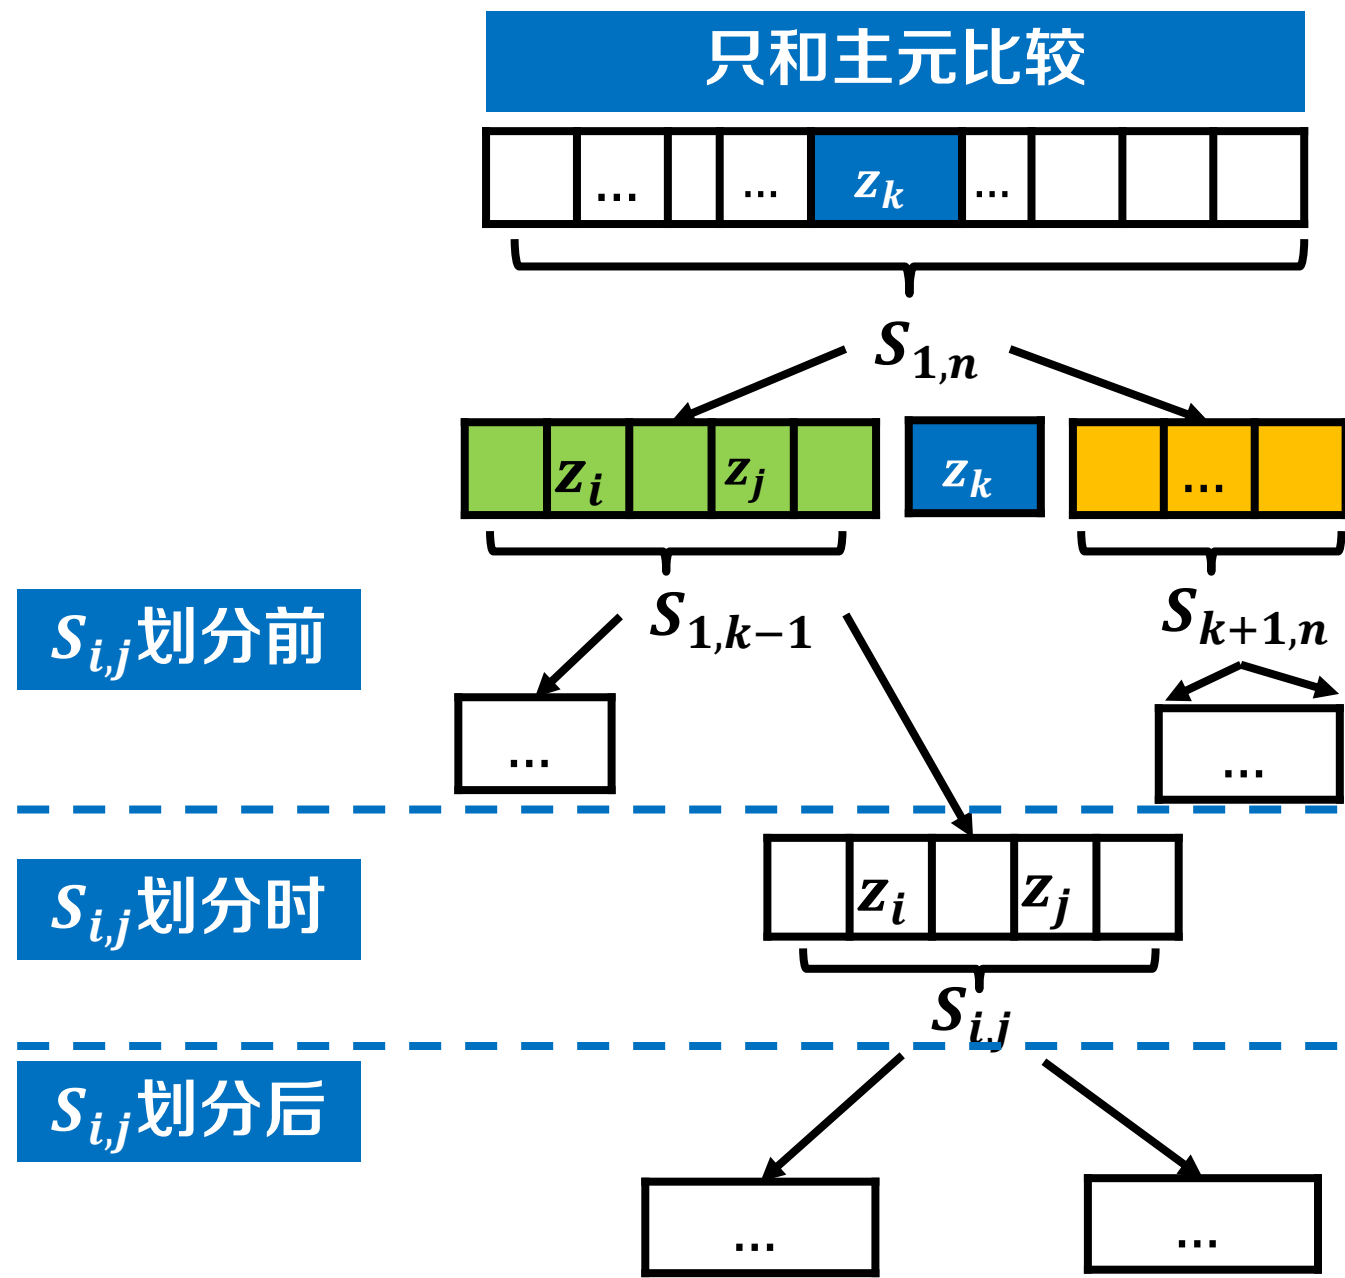 只和主元比较
... ... z_k ...
S_{1,n}
z_i z_j z_k ...
S_{i,j}划分前 S_{1,k-1} S_{k+1,n}
... ...
S_{i,j}划分时 z_i z_j
S_{i,j}
S_{i,j}划分后
... ...